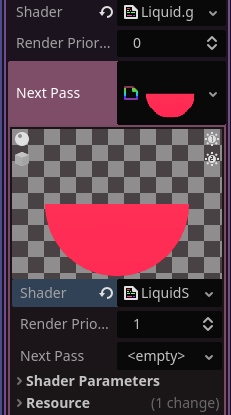 Shader Liquid.g
Render Prior... 0
Next Pass
Shader LiquidS
Render Prio... 1
Next Pass <empty>
Shader Parameters
Resource (1 change)